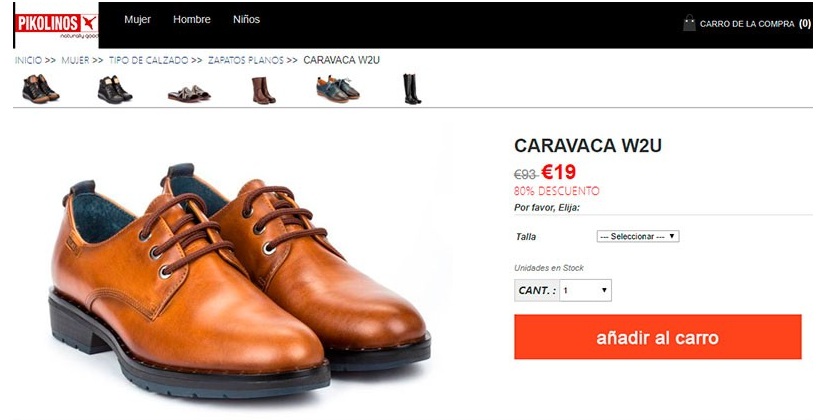 PIKOLINOS
naturally good
Mujer Hombre Niños
CARRO DE LA COMPRA (0)
INICIO >> MUJER >> TIPO DE CALZADO >> ZAPATOS PLANOS >> CARAVACA W2U
CARAVACA W2U
€93 €19
80% DESCUENTO
Por favor, Elija:
Talla --- Seleccionar ---
Unidades en Stock
CANT. : 1
añadir al carro